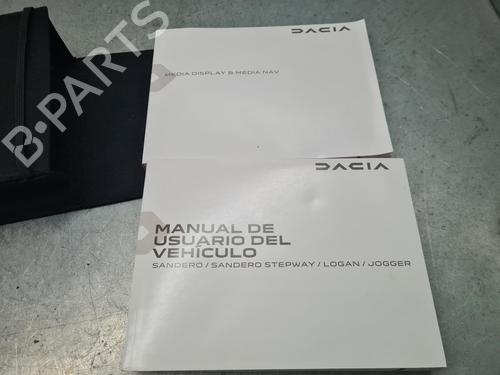 DACIA
MEDIA DISPLAY & MEDIA NAV
B-PARTS
DACIA
MANUAL DE
USUARIO DEL
VEHÍCULO
SANDERO / SANDERO STEPWAY / LOGAN / JOGGER